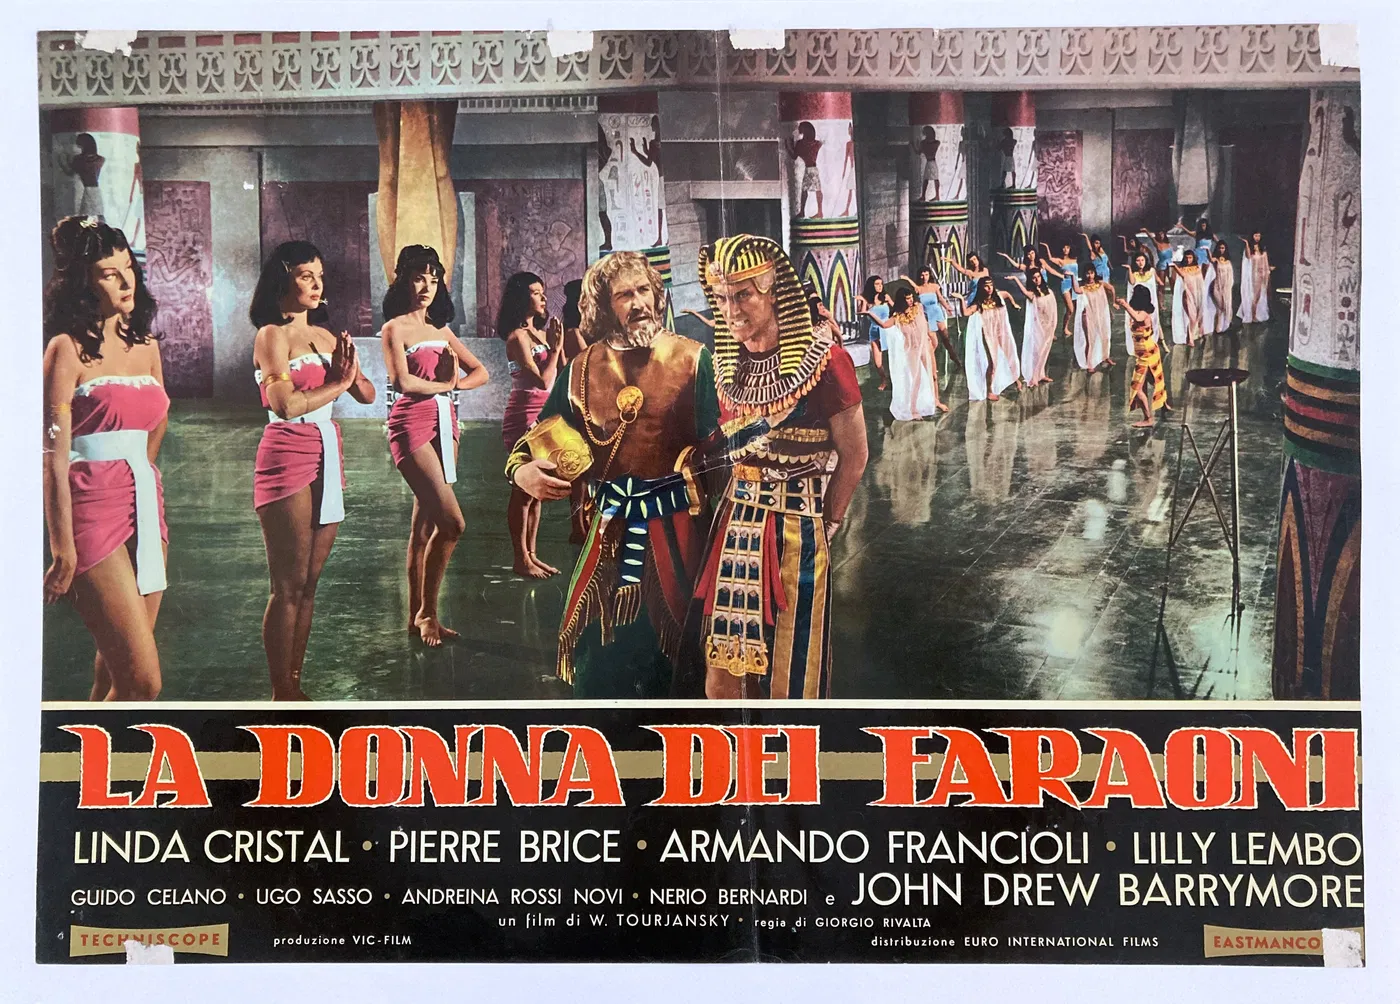 LA DONNA DEI FARAONI
LINDA CRISTAL • PIERRE BRICE • ARMANDO FRANCIOLI • LILLY LEMBO
GUIDO CELANO • UGO SASSO • ANDREINA ROSSI NOVI • NERIO BERNARDI e JOHN DREW BARRYMORE
un film di W. TOURJANSKY • regia di GIORGIO RIVALTA
TECHNISCOPE produzione VIC-FILM distribuzione EURO INTERNATIONAL FILMS EASTMANCO